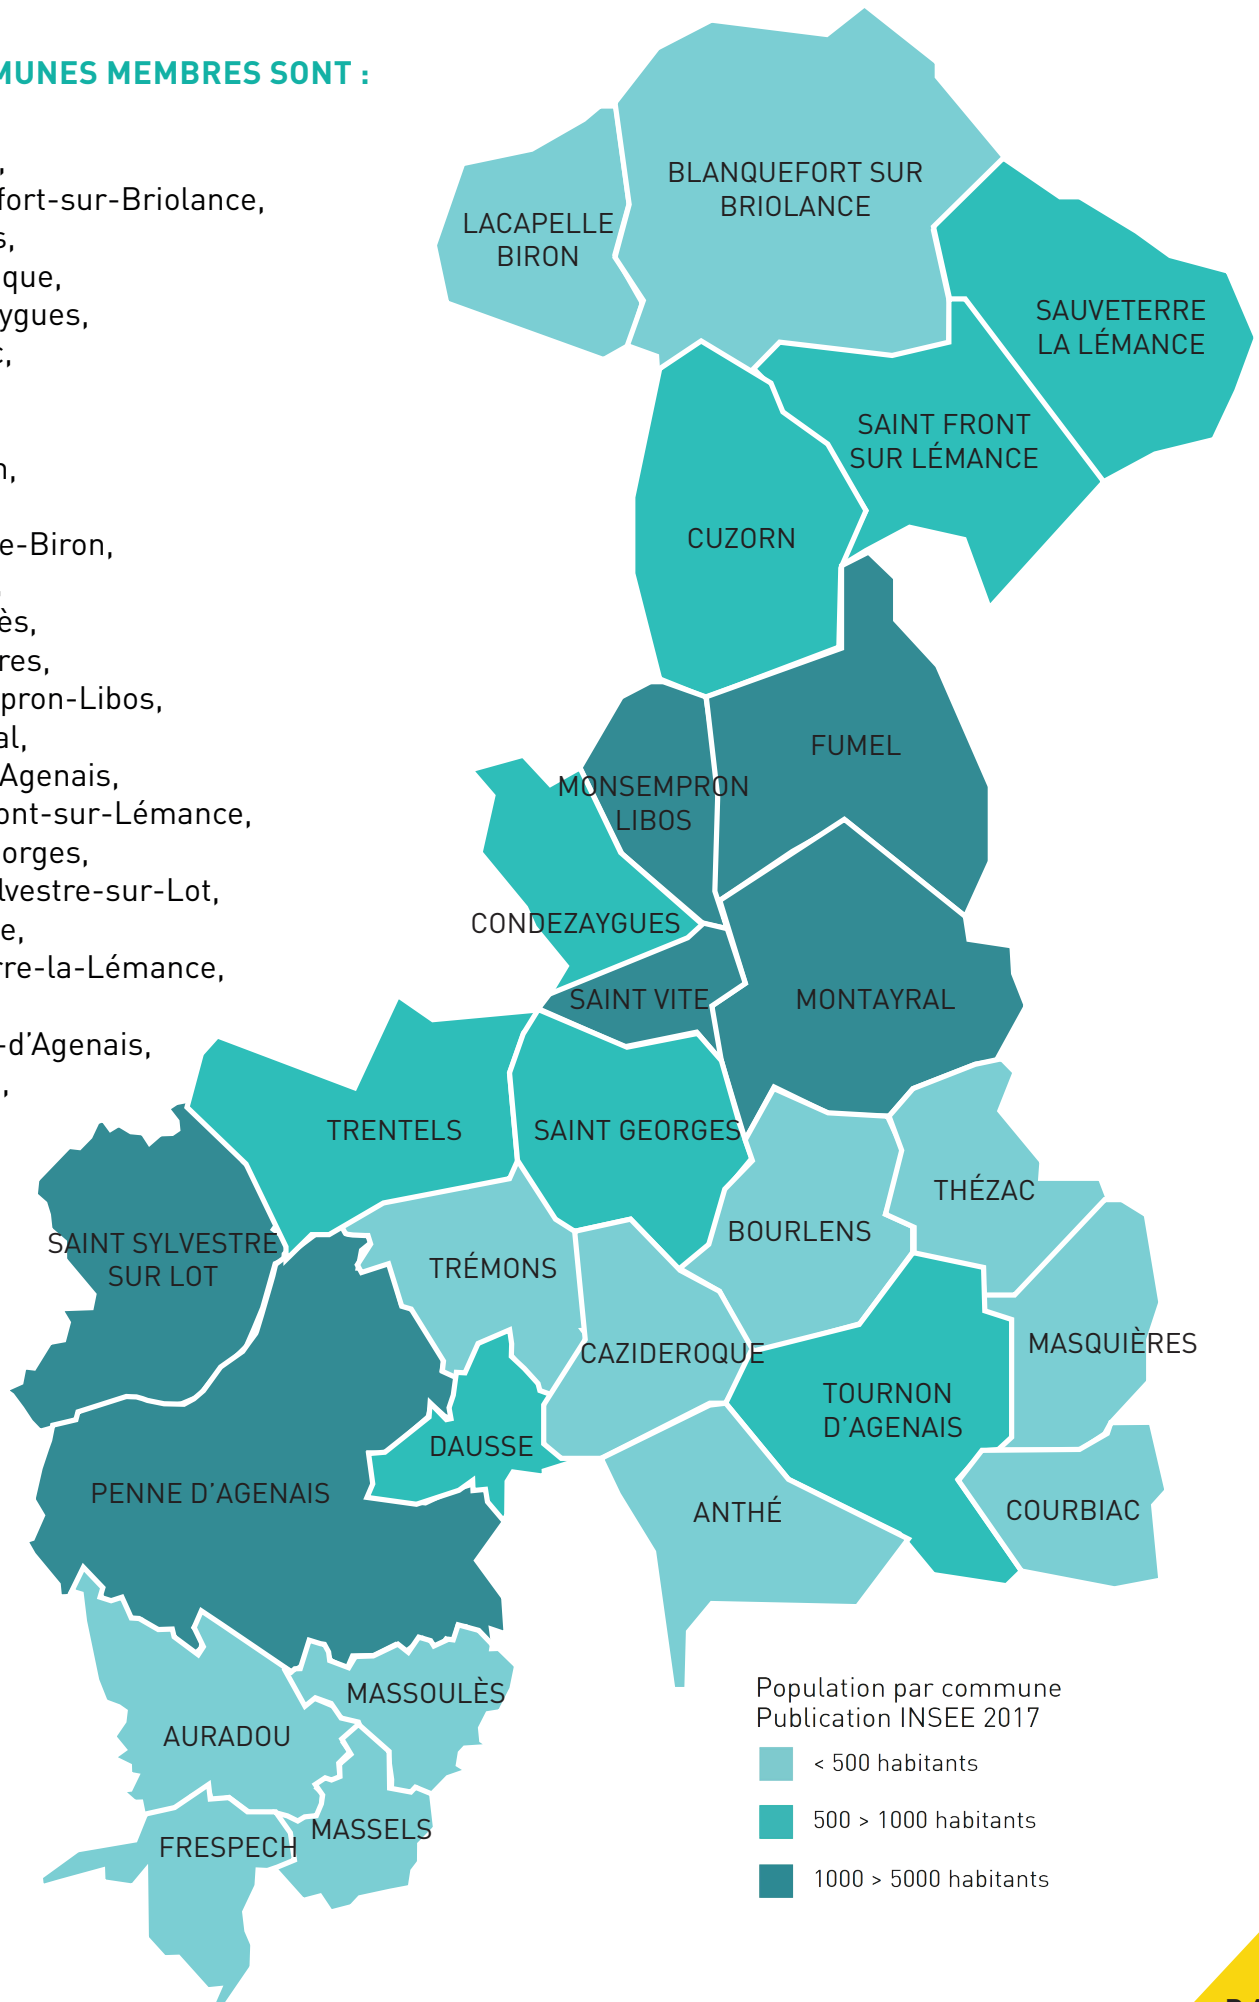 MUNES MEMBRES SONT :
,
fort-sur-Briolance,
s,
que,
ygues,
c,
n,
e-Biron,
,
ès,
res,
pron-Libos,
al,
Agenais,
ont-sur-Lémance,
orges,
lvestre-sur-Lot,
e,
rre-la-Lémance,
-d'Agenais,
,
BLANQUEFORT SUR
BRIOLANCE
LACAPELLE
BIRON
SAUVETERRE
LA LÉMANCE
SAINT FRONT
SUR LÉMANCE
CUZORN
FUMEL
MONSEMPRON
LIBOS
CONDEZAYGUES
SAINT VITE
MONTAYRAL
TRENTELS
SAINT GEORGES
THÉZAC
BOURLENS
SAINT SYLVESTRE
SUR LOT
TRÉMONS
CAZIDEROQUE
MASQUIÈRES
TOURNON
D'AGENAIS
DAUSSE
PENNE D'AGENAIS
ANTHÉ
COURBIAC
MASSOULÈS
AURADOU
MASSELS
FRESPECH
Population par commune
Publication INSEE 2017
< 500 habitants
500 > 1000 habitants
1000 > 5000 habitants